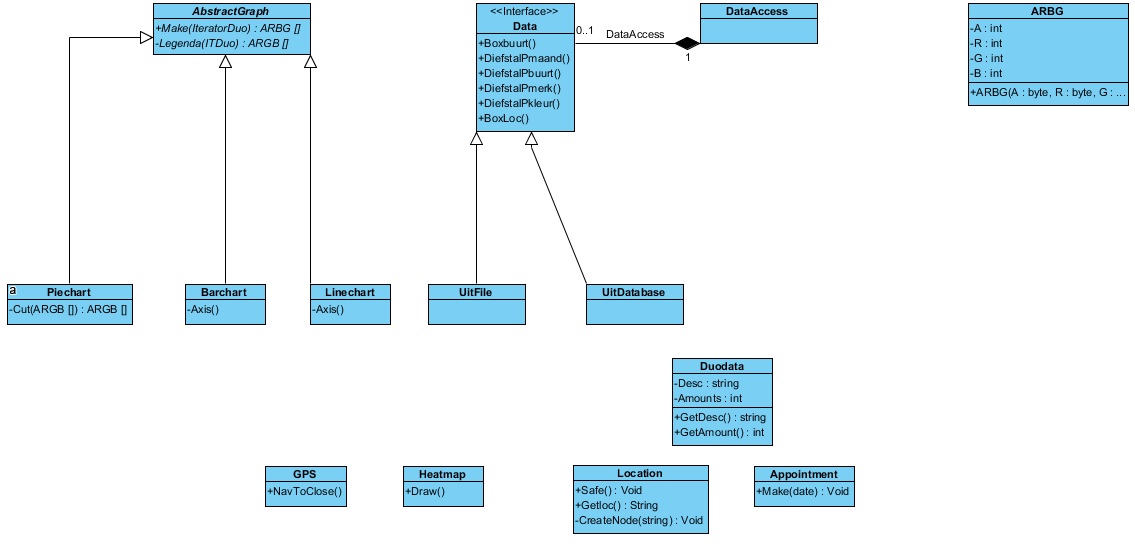 AbstractGraph
+Make(IteratorDuo) : ARBG []
-Legenda(ITDuo) : ARGB []
<<Interface>>
Data
+Boxbuurt()
+DiefstalPmaand()
+DiefstalPbuurt()
+DiefstalPmerk()
+DiefstalPkleur()
+BoxLoc()
0..1
DataAccess
1
DataAccess
ARBG
-A : int
-R : int
-G : int
-B : int
+ARBG(A : byte, R : byte, G : ...
a
Piechart
-Cut(ARGB []) : ARGB []
Barchart
-Axis()
Linechart
-Axis()
UitFile
UitDatabase
Duodata
-Desc : string
-Amounts : int
+GetDesc() : string
+GetAmount() : int
GPS
+NavToClose()
Heatmap
+Draw()
Location
+Safe() : Void
+Getloc() : String
-CreateNode(string) : Void
Appointment
+Make(date) : Void